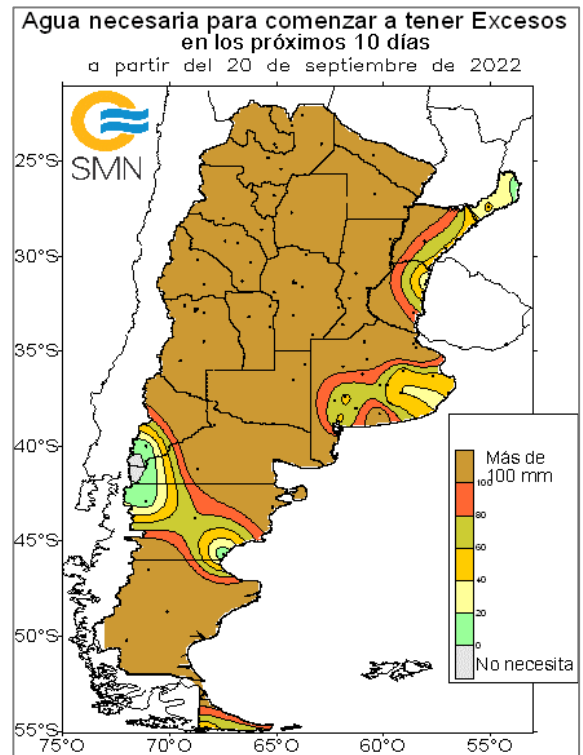 Agua necesaria para comenzar a tener Excesos
en los próximos 10 días
a partir del 20 de septiembre de 2022
SMN
25°S
30°S
35°S
40°S
45°S
50°S
55°S
75°O
70°O
65°O
60°O
55°O
Más de
100 mm
100
80
60
40
20
0
No necesita